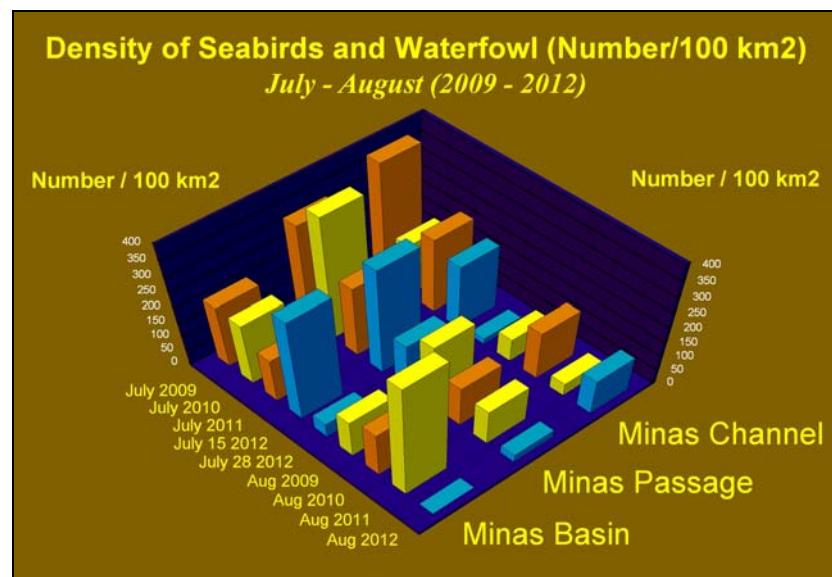 Density of Seabirds and Waterfowl (Number/100 km2)
July - August (2009 - 2012)
Number / 100 km2
Number / 100 km2
400
350
300
250
200
150
100
50
0
400
350
300
250
200
150
100
50
0
July 2009
July 2010
July 2011
July 15 2012
July 28 2012
Aug 2009
Aug 2010
Aug 2011
Aug 2012
Minas Channel
Minas Passage
Minas Basin